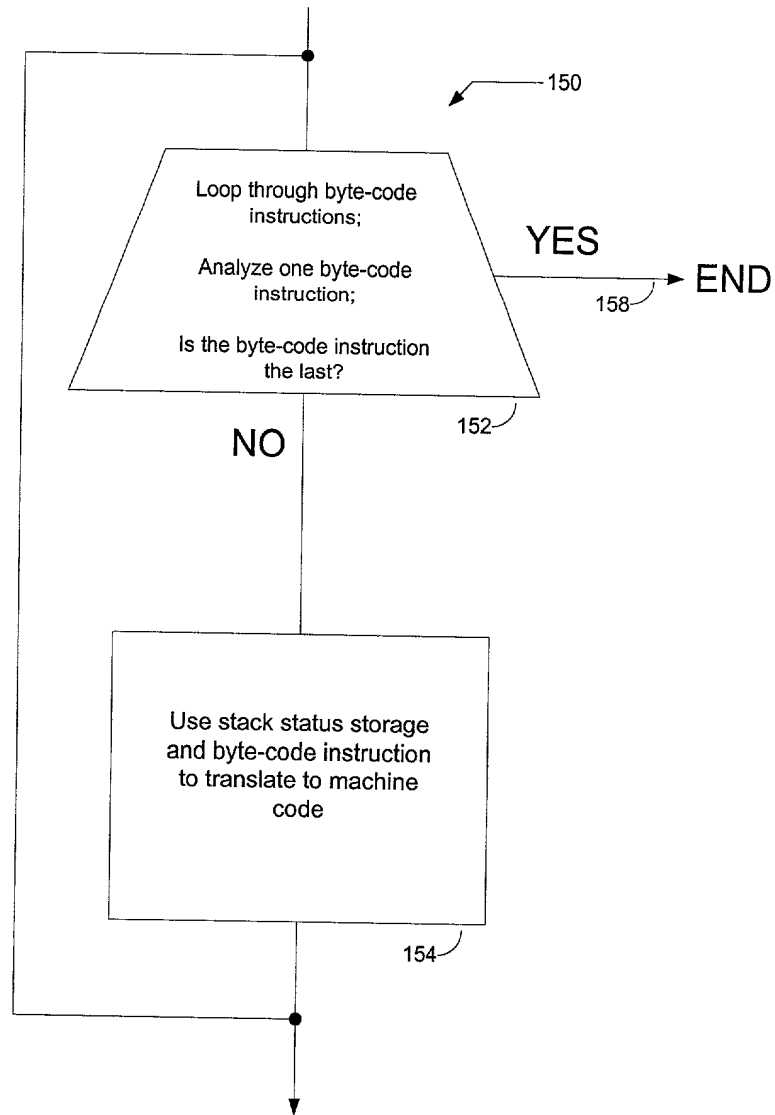 150
Loop through byte-code
instructions;
Analyze one byte-code
instruction;
Is the byte-code instruction
the last?
YES
END
158
152
NO
Use stack status storage
and byte-code instruction
to translate to machine
code
154